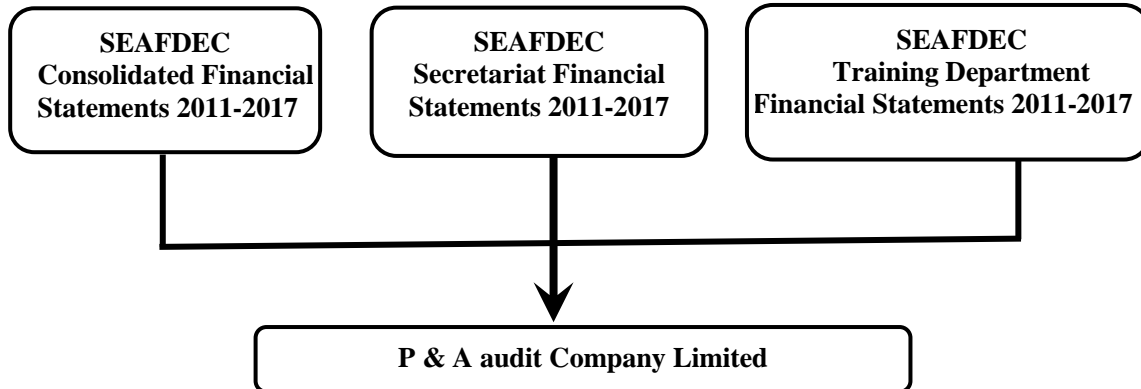 SEAFDEC
Consolidated Financial
Statements 2011-2017
SEAFDEC
Secretariat Financial
Statements 2011-2017
SEAFDEC
Training Department
Financial Statements 2011-2017
P & A audit Company Limited